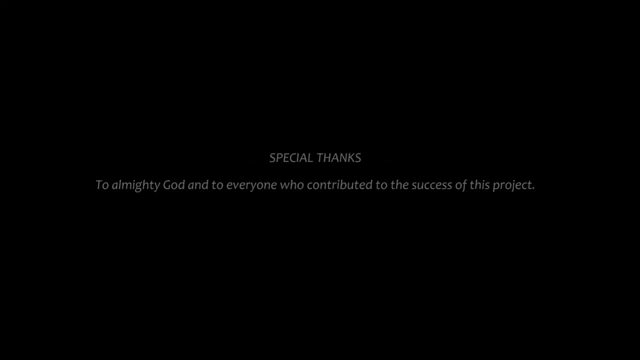 SPECIAL THANKS
To almighty God and to everyone who contributed to the success of this project.